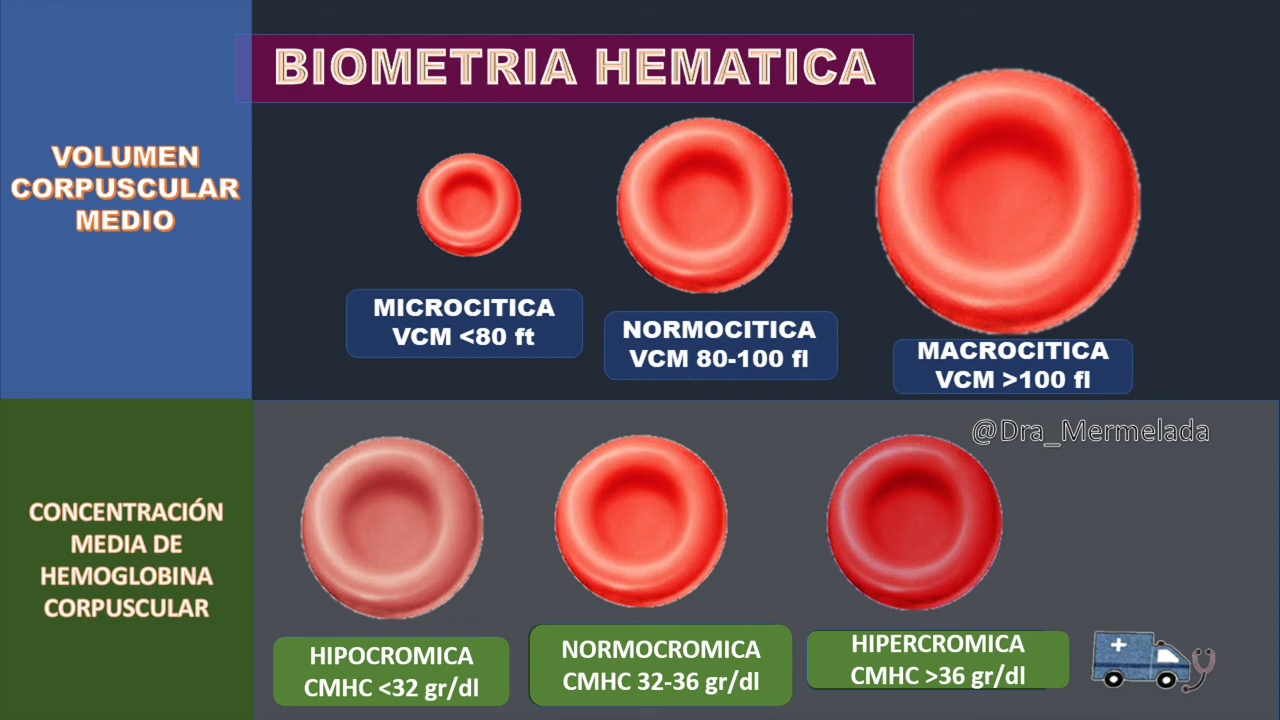 BIOMETRIA HEMATICA
VOLUMEN
CORPUSCULAR
MEDIO
MICROCITICA
VCM <80 ft
NORMOCITICA
VCM 80-100 fl
MACROCITICA
VCM >100 fl
@Dra_Mermelada
CONCENTRACIÓN
MEDIA DE
HEMOGLOBINA
CORPUSCULAR
HIPOCROMICA
CMHC <32 gr/dl
NORMOCROMICA
CMHC 32-36 gr/dl
HIPERCROMICA
CMHC >36 gr/dl